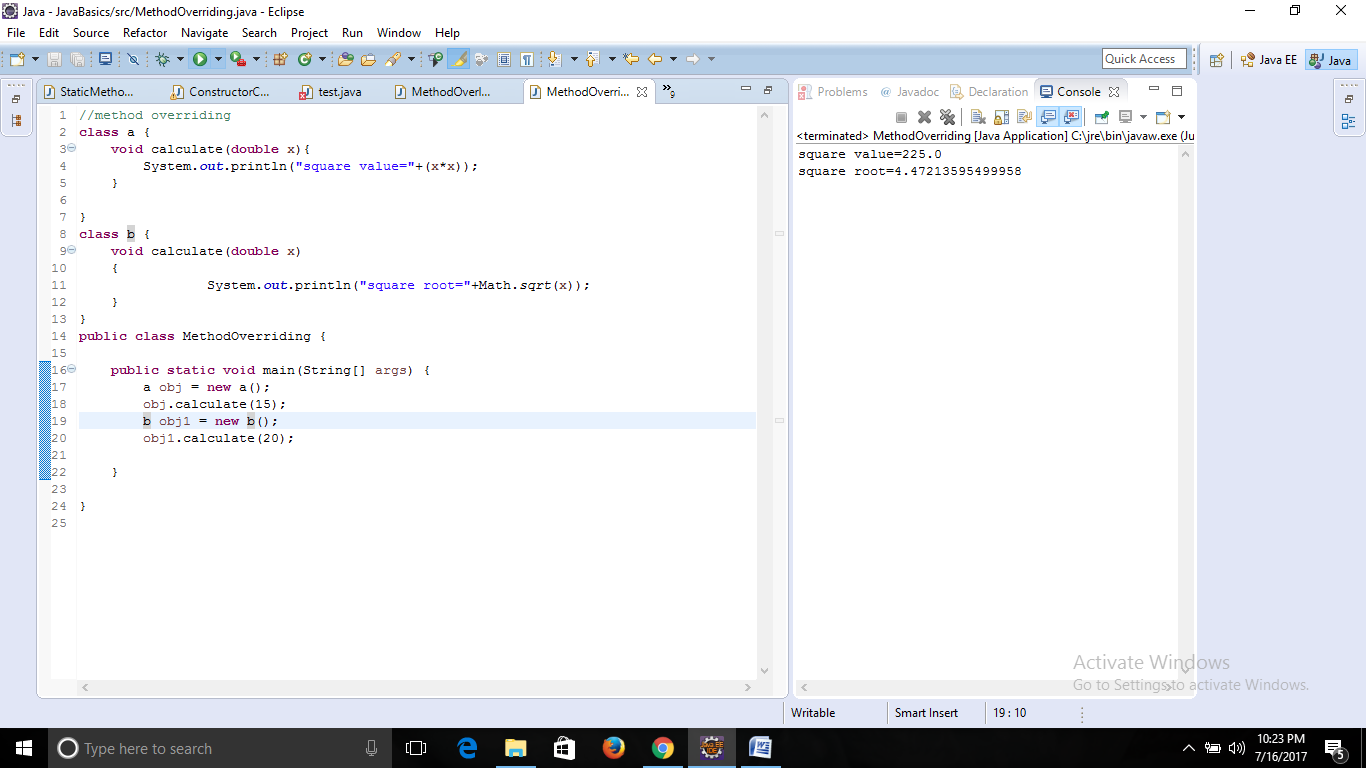 Java - JavaBasics/src/MethodOverriding.java - Eclipse
File Edit Source Refactor Navigate Search Project Run Window Help
Quick Access Java EE Java
StaticMetho... ConstructorC... test.java MethodOverl... MethodOverri... »9
Problems @ Javadoc Declaration Console
<terminated> MethodOverriding [Java Application] C:\jre\bin\javaw.exe (Ju
square value=225.0
square root=4.47213595499958
1 //method overriding
2 class a {
3 void calculate(double x){
4 System.out.println("square value="+(x*x));
5 }
6
7 }
8 class b {
9 void calculate(double x)
10 {
11 System.out.println("square root="+Math.sqrt(x));
12 }
13 }
14 public class MethodOverriding {
15
16 public static void main(String[] args) {
17 a obj = new a();
18 obj.calculate(15);
19 b obj1 = new b();
20 obj1.calculate(20);
21
22 }
23
24 }
25
Activate Windows
Go to Settings to activate Windows.
Writable Smart Insert 19 : 10
Type here to search
10:23 PM
7/16/2017
5